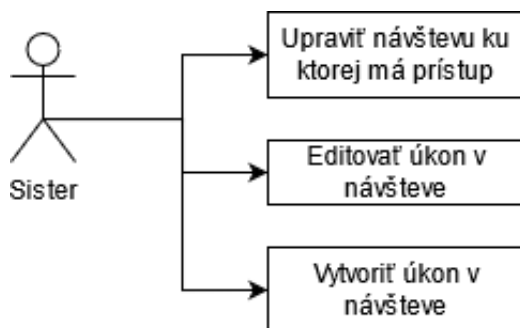 Upraviť návštevu ku
ktorej má prístup
Editovať úkon v
návšteve
Sister
Vytvoriť úkon v
návšteve